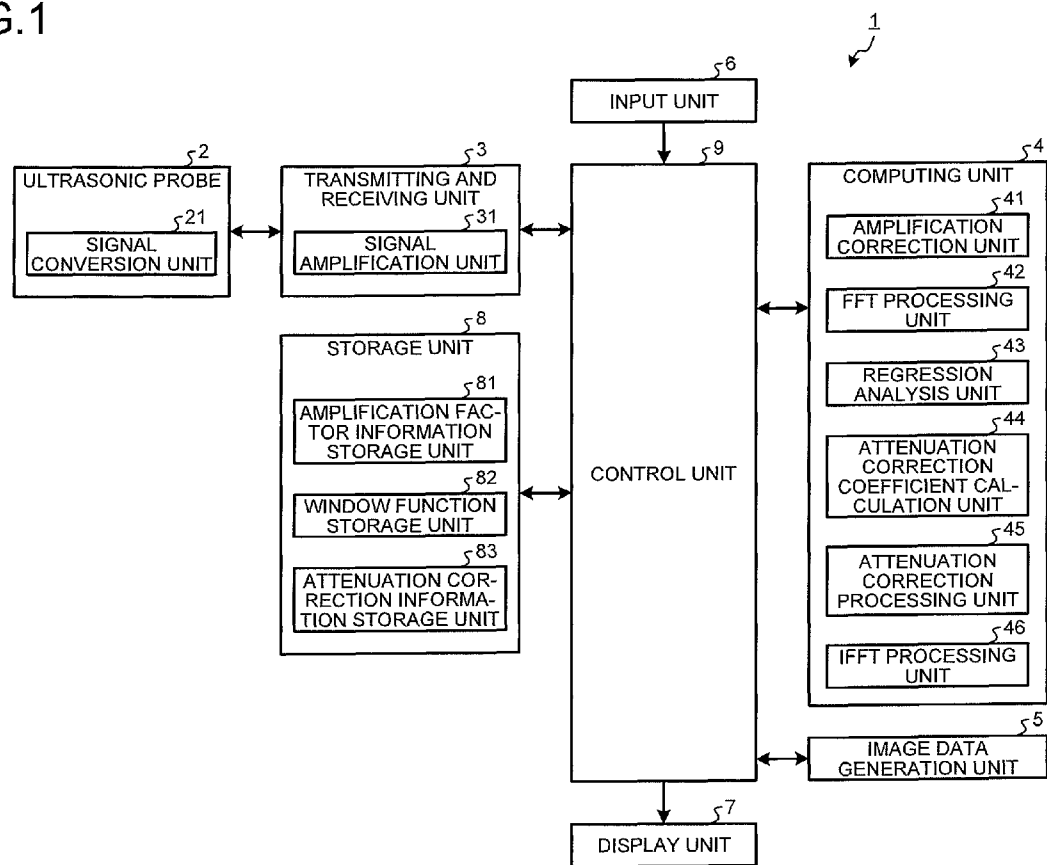 G.1
1
6
INPUT UNIT
2
ULTRASONIC PROBE
21
SIGNAL
CONVERSION UNIT
3
TRANSMITTING AND
RECEIVING UNIT
31
SIGNAL
AMPLIFICATION UNIT
8
STORAGE UNIT
81
AMPLIFICATION FAC-
TOR INFORMATION
STORAGE UNIT
82
WINDOW FUNCTION
STORAGE UNIT
83
ATTENUATION COR-
RECTION INFORMA-
TION STORAGE UNIT
9
CONTROL UNIT
4
COMPUTING UNIT
41
AMPLIFICATION
CORRECTION UNIT
42
FFT PROCESSING
UNIT
43
REGRESSION
ANALYSIS UNIT
44
ATTENUATION
CORRECTION
COEFFICIENT CAL-
CULATION UNIT
45
ATTENUATION
CORRECTION
PROCESSING UNIT
46
IFFT PROCESSING
UNIT
5
IMAGE DATA
GENERATION UNIT
7
DISPLAY UNIT